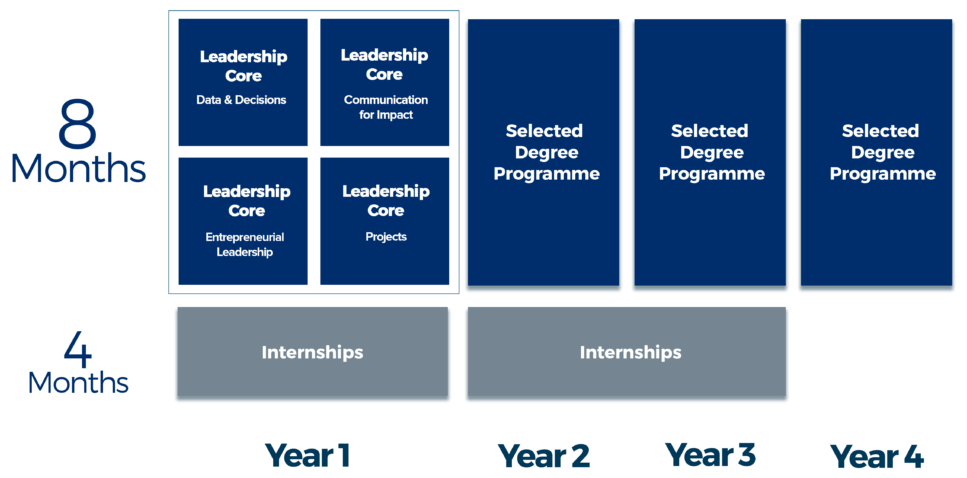 8
Months
Leadership
Core
Data & Decisions
Leadership
Core
Communication
for Impact
Leadership
Core
Entrepreneurial
Leadership
Leadership
Core
Projects
Selected
Degree
Programme
Selected
Degree
Programme
Selected
Degree
Programme
4
Months
Internships
Internships
Year 1
Year 2
Year 3
Year 4